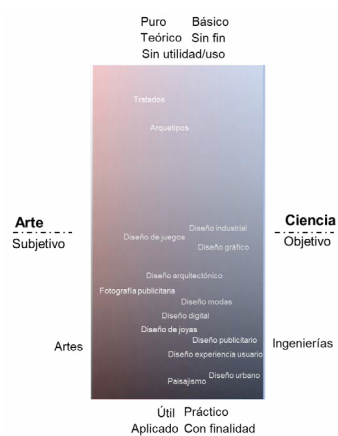 Puro Básico
Teórico Sin fin
Sin utilidad/uso
Tratados
Arquetipos
Arte
Ciencia
Subjetivo
Objetivo
Diseño industriel
Diseño de juegos
Diseño gráfico
Diseño arquitectónico
Fotografía publicitaria
Diseño modas
Diseño digital
Diseño de joyas
Diseño publicitario
Artes
Ingenierías
Diseño experiencia usuario
Diseño urbano
Paisajismo
Útil Práctico
Aplicado Con finalidad